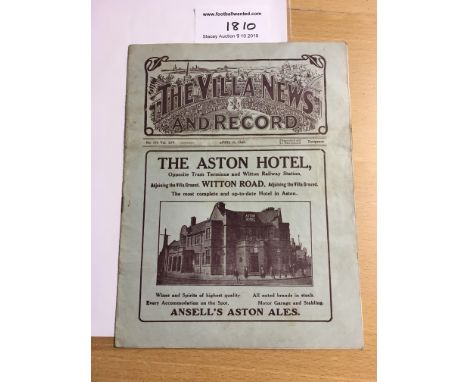 www.footballwanted.com
1810
Stacey Auction 9 10 2018
THE VILLA NEWS
AND RECORD
THE ASTON HOTEL,
Opposite Tram Terminus and Witton Railway Station,
Adjoining the Villa Ground. WITTON ROAD. Adjoining the Villa Ground.
The most complete and up-to-date Hotel in Aston.
ASTON
HOTEL
Wines and Spirits of highest quality. All noted brands in stock.
Every Accommodation on the Spot. Motor Garage and Stabling.
ANSELL'S ASTON ALES.